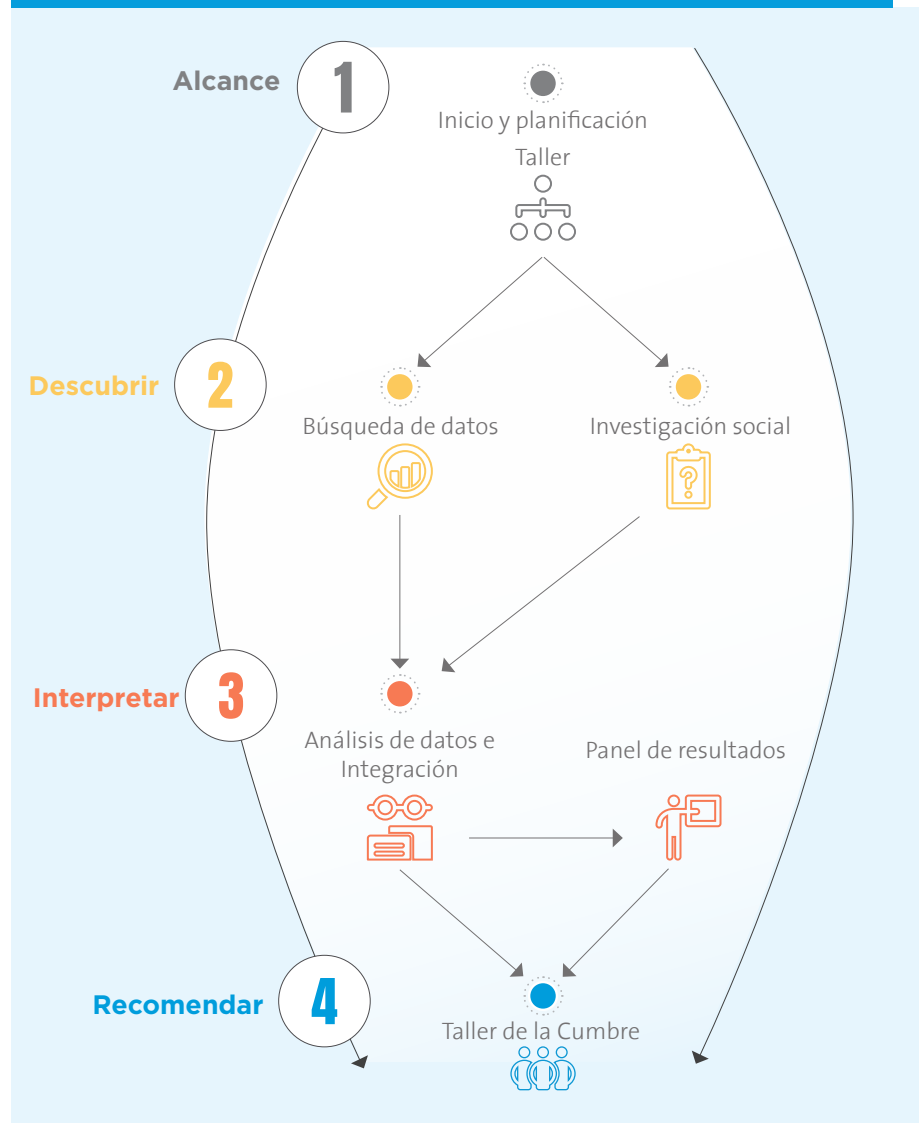 Alcance
1
Inicio y planificación
Taller
Descubrir
2
Búsqueda de datos
Investigación social
?
Interpretar
3
Análisis de datos e
Integración
Panel de resultados
Recomendar
4
Taller de la Cumbre